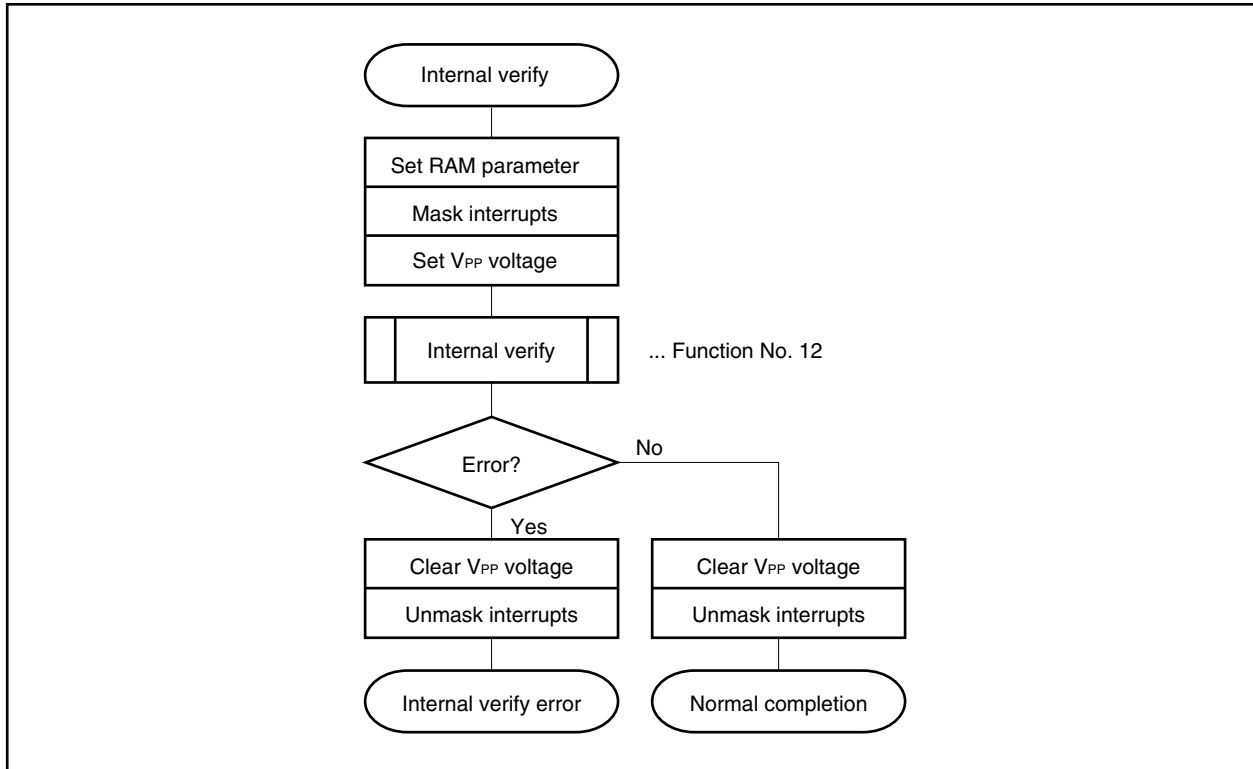 Internal verify
Set RAM parameter
Mask interrupts
Set VPP voltage
Internal verify
... Function No. 12
Error?
No
Yes
Clear VPP voltage
Unmask interrupts
Internal verify error
Clear VPP voltage
Unmask interrupts
Normal completion